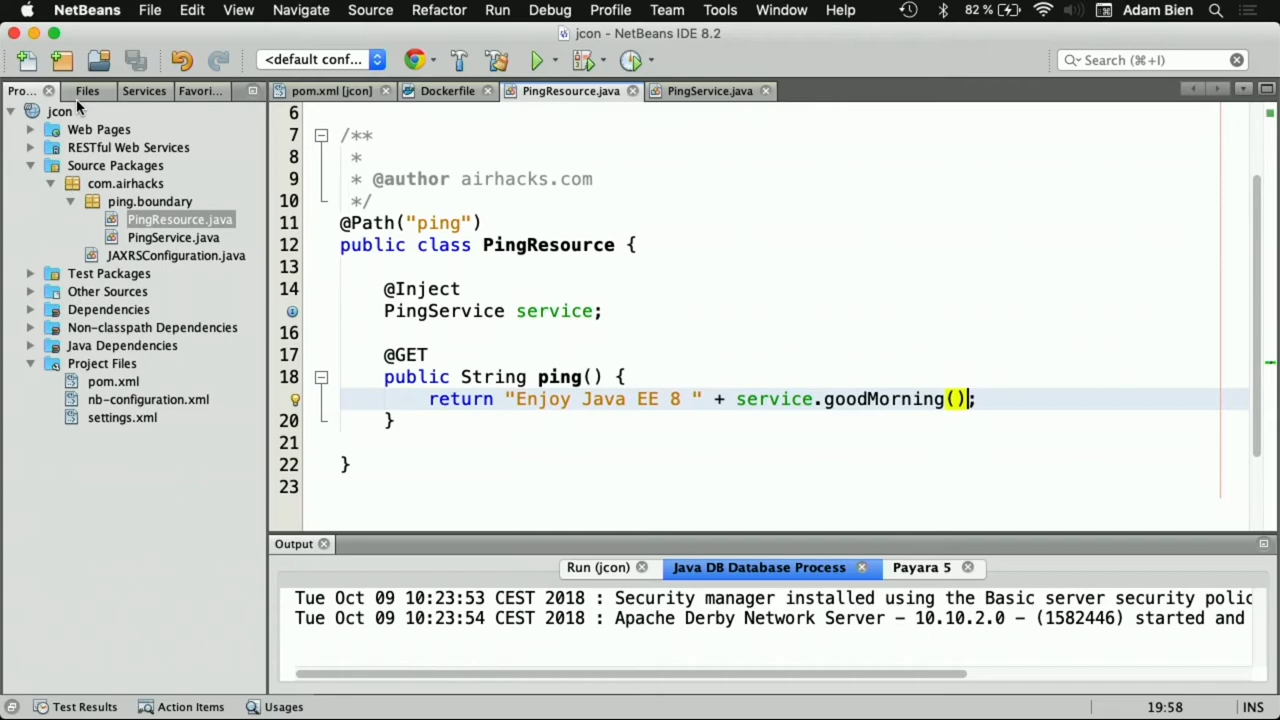 NetBeans File Edit View Navigate Source Refactor Run Debug Profile Team Tools Window Help 82 % Adam Bien
jcon - NetBeans IDE 8.2
<default conf... Search (⌘+I)
Pro... Files Services Favori... pom.xml [jcon] Dockerfile PingResource.java PingService.java
jcon
Web Pages
RESTful Web Services
Source Packages
com.airhacks
ping.boundary
PingResource.java
PingService.java
JAXRSConfiguration.java
Test Packages
Other Sources
Dependencies
Non-classpath Dependencies
Java Dependencies
Project Files
pom.xml
nb-configuration.xml
settings.xml
6
7 /**
8 *
9 * @author airhacks.com
10 */
11 @Path("ping")
12 public class PingResource {
13
14 @Inject
PingService service;
16
17 @GET
18 public String ping() {
return "Enjoy Java EE 8 " + service.goodMorning();
20 }
21
22 }
23
Output
Run (jcon) Java DB Database Process Payara 5
Tue Oct 09 10:23:53 CEST 2018 : Security manager installed using the Basic server security polic
Tue Oct 09 10:23:54 CEST 2018 : Apache Derby Network Server - 10.10.2.0 - (1582446) started and
Test Results Action Items Usages 19:58 INS